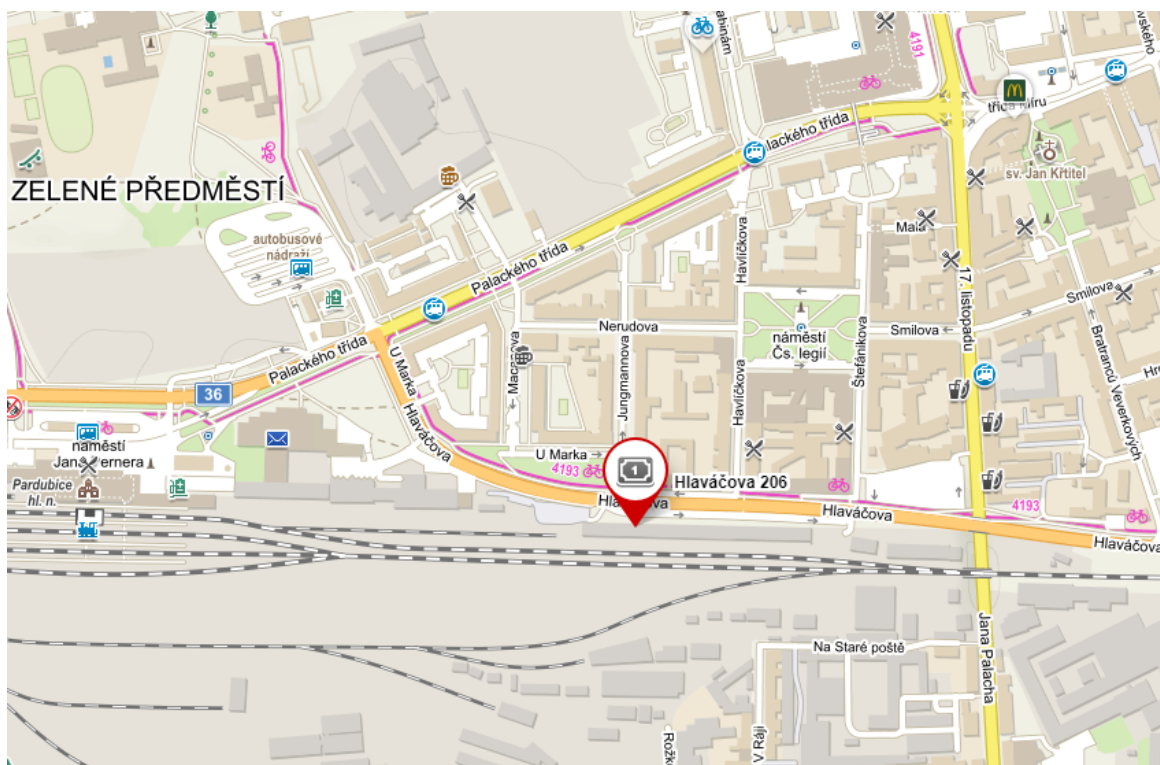 4191
třída Míru
sv. Jan Křtitel
Palackého třída
ZELENÉ PŘEDMĚSTÍ
autobusové
nádraží
Palackého třída
Havlíčkova
Malá
17. listopadu
Smilova
Nerudova
náměstí
Čs. legií
Smilova
Štefánikova
Bratranců Veverkových
Palackého třída
U Marka
Macanova
Jungmannova
Havlíčkova
36
Hlaváčova
náměstí
Jana Pernera
U Marka
4193
1
Hlaváčova 206
Pardubice
hl. n.
Hlaváčova
Hlaváčova
4193
Hlaváčova
Jana Palacha
Na Staré poště
V Ráji